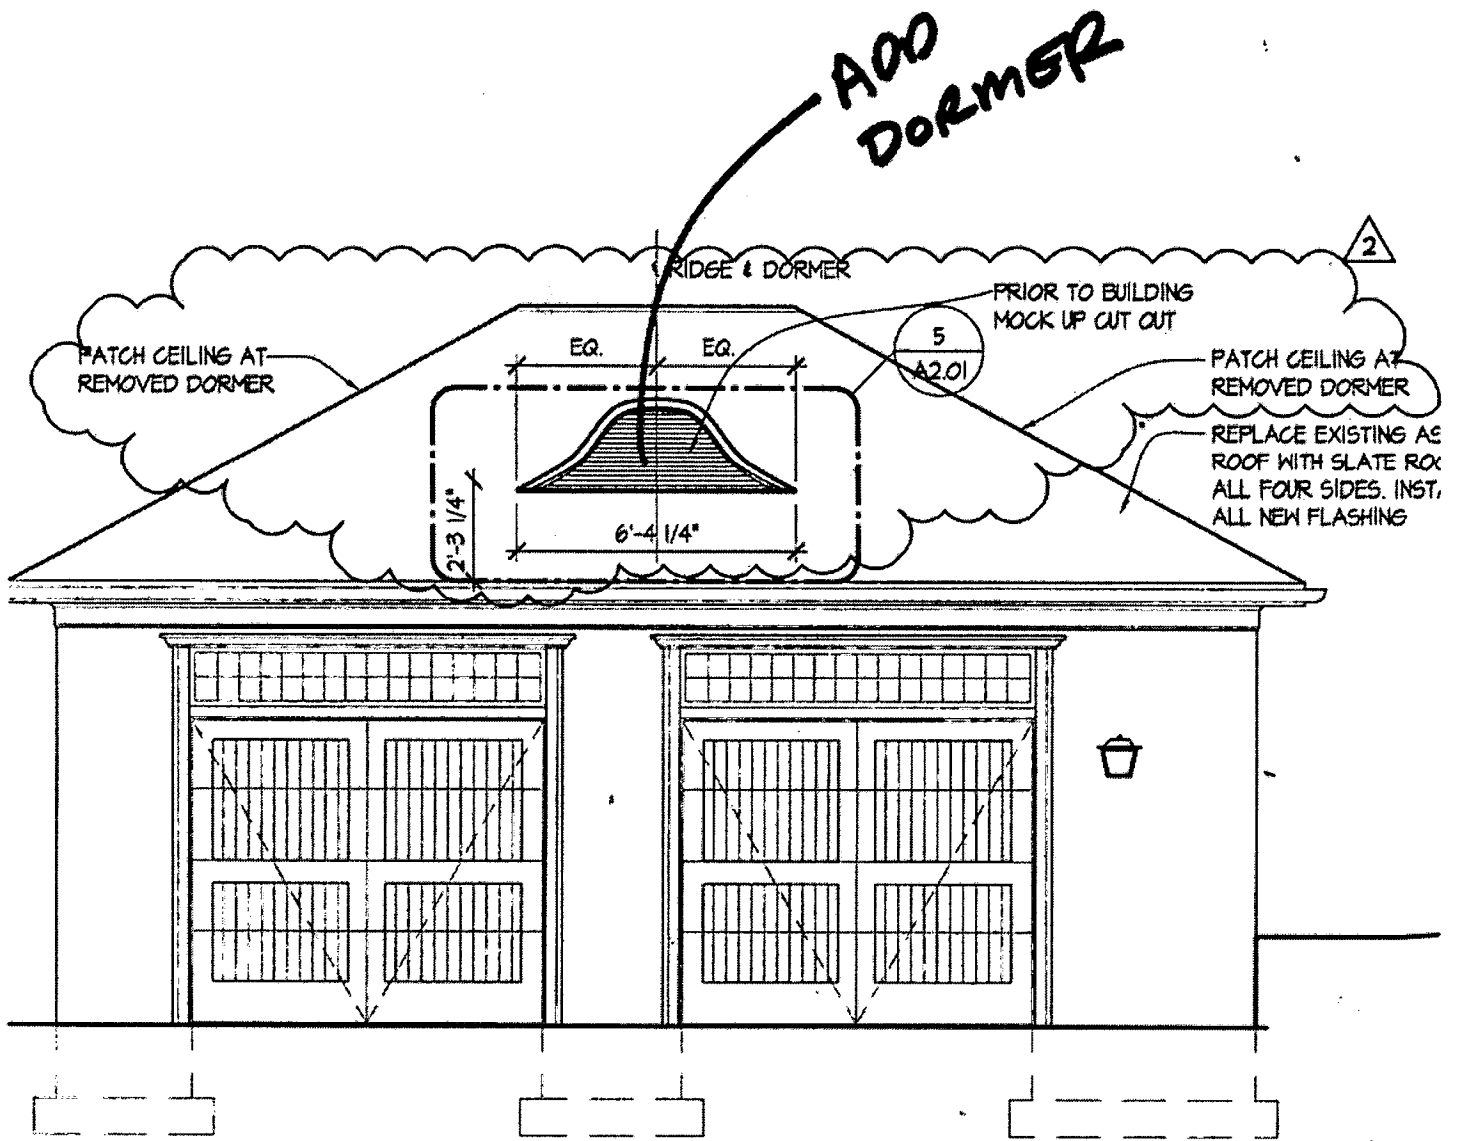 ADD
DORMER
2
RIDGE & DORMER
PRIOR TO BUILDING
MOCK UP CUT OUT
5
A2.01
EQ.
EQ.
PATCH CEILING AT
REMOVED DORMER
PATCH CEILING AT
REMOVED DORMER
REPLACE EXISTING AS
ROOF WITH SLATE ROO
ALL FOUR SIDES. INST
ALL NEW FLASHING
2'-3 1/4"
6'-4 1/4"